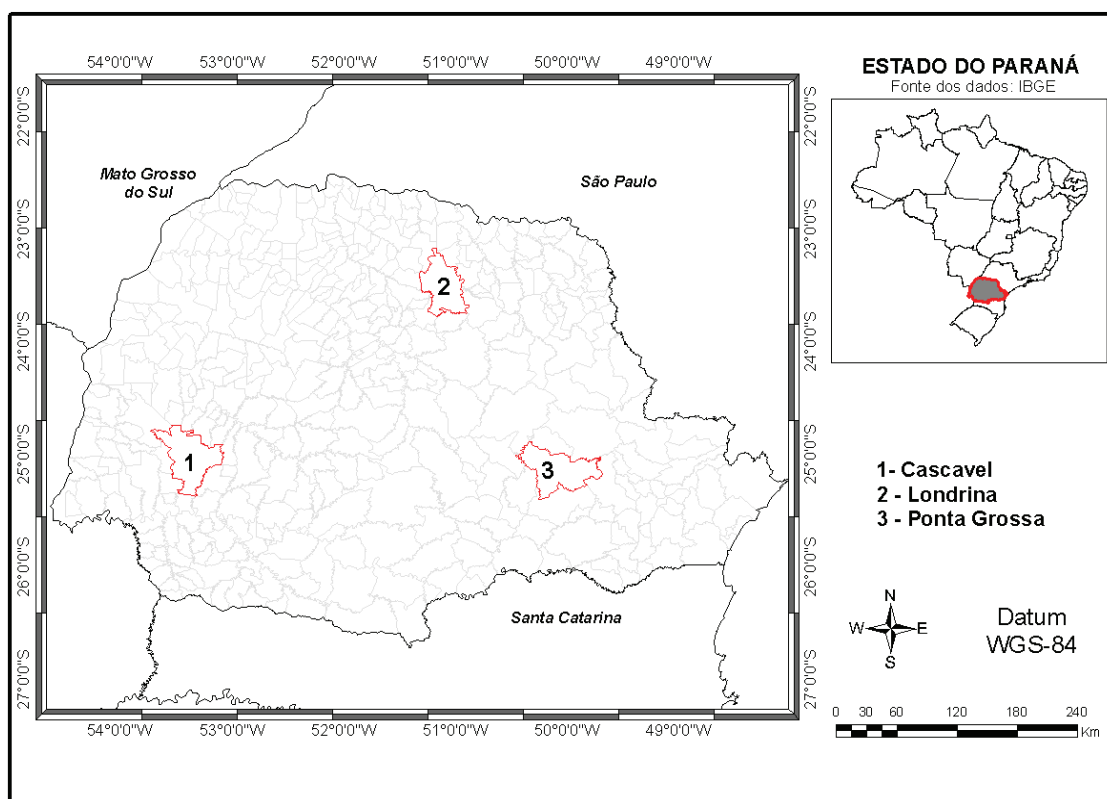 54°0'0"W 53°0'0"W 52°0'0"W 51°0'0"W 50°0'0"W 49°0'0"W
22°0'0"S 23°0'0"S 24°0'0"S 25°0'0"S 26°0'0"S 27°0'0"S
Mato Grosso
do Sul
São Paulo
2
1
3
Santa Catarina
22°0'0"S 23°0'0"S 24°0'0"S 25°0'0"S 26°0'0"S 27°0'0"S
54°0'0"W 53°0'0"W 52°0'0"W 51°0'0"W 50°0'0"W 49°0'0"W
ESTADO DO PARANÁ
Fonte dos dados: IBGE
1- Cascavel
2 - Londrina
3 - Ponta Grossa
N
W E
S
Datum
WGS-84
0 30 60 120 180 240
Km